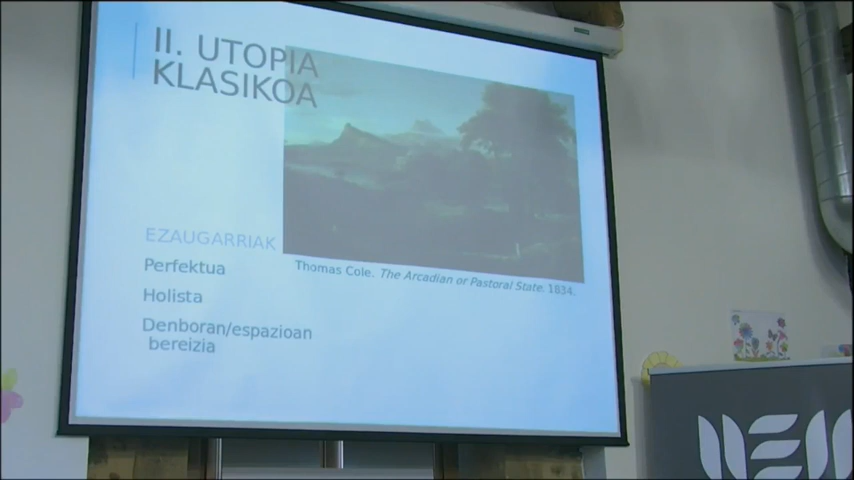 II. UTOPIA
KLASIKOA
EZAUGARRIAK
Perfektua
Holista
Denboran/espazioan
bereizia
Thomas Cole. The Arcadian or Pastoral State. 1834.